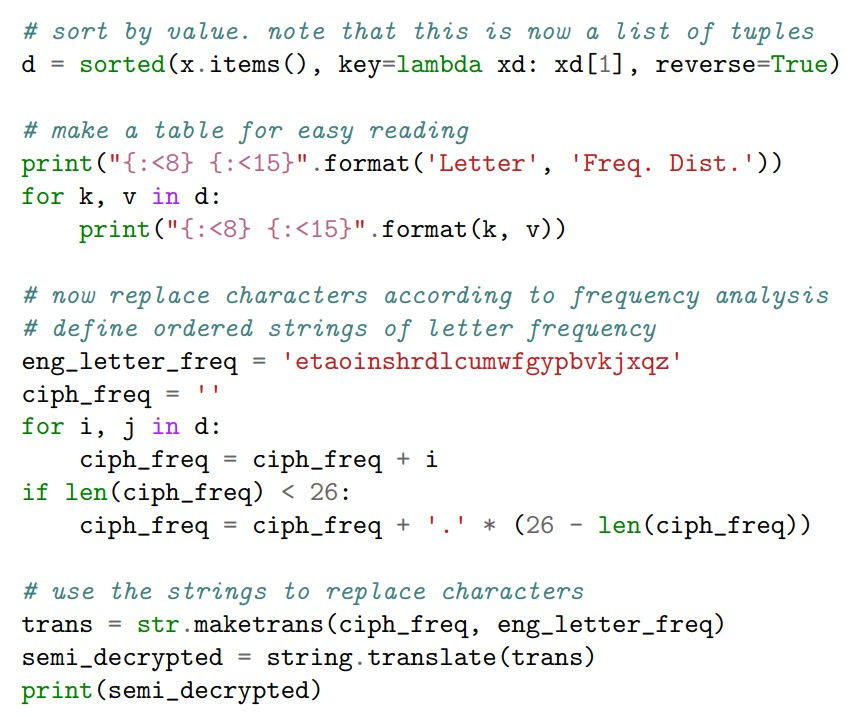 # sort by value. note that this is now a list of tuples
d = sorted(x.items(), key=lambda xd: xd[1], reverse=True)

# make a table for easy reading
print("{:<8} {:<15}".format('Letter', 'Freq. Dist.'))
for k, v in d:
    print("{:<8} {:<15}".format(k, v))

# now replace characters according to frequency analysis
# define ordered strings of letter frequency
eng_letter_freq = 'etaoinshrdlcumwfgypbvkjxqz'
ciph_freq = ''
for i, j in d:
    ciph_freq = ciph_freq + i
if len(ciph_freq) < 26:
    ciph_freq = ciph_freq + '.' * (26 - len(ciph_freq))

# use the strings to replace characters
trans = str.maketrans(ciph_freq, eng_letter_freq)
semi_decrypted = string.translate(trans)
print(semi_decrypted)